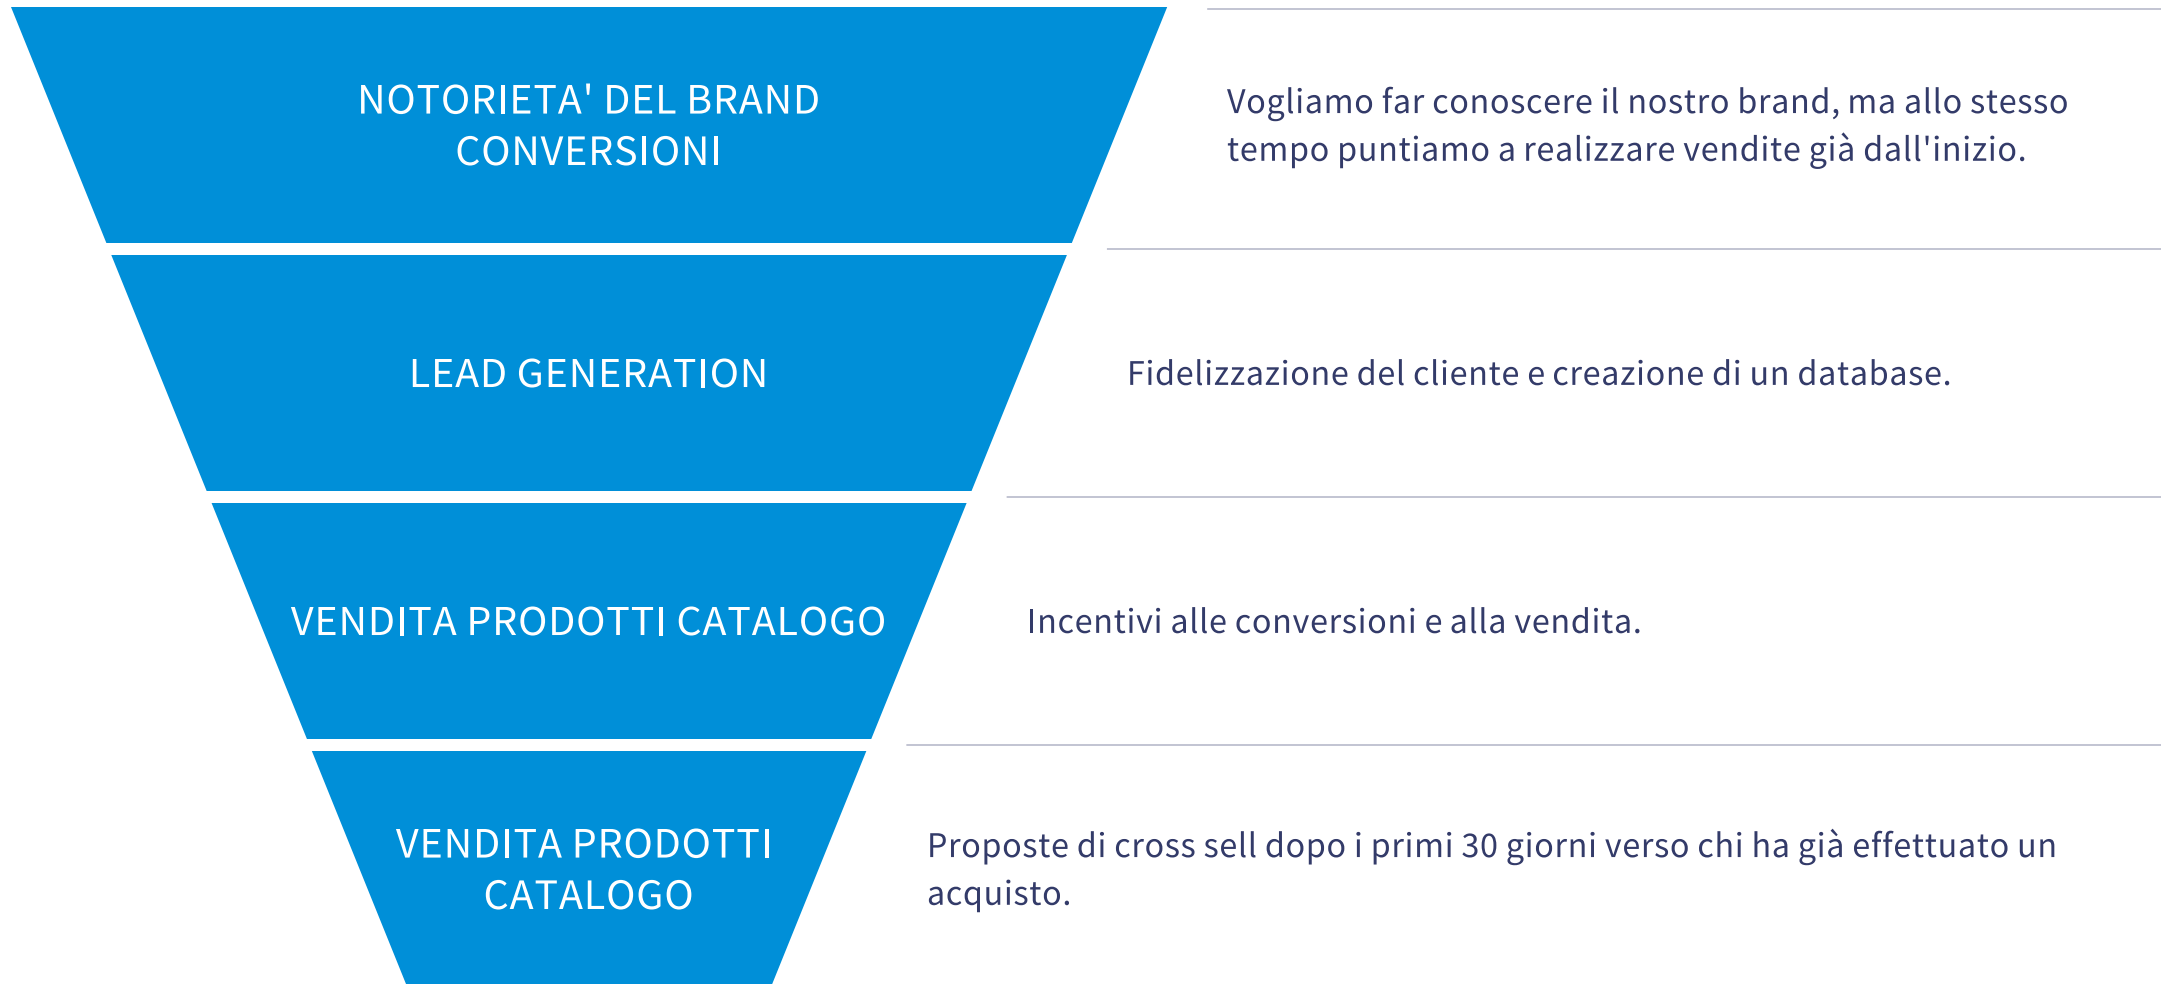 NOTORIETA' DEL BRAND
CONVERSIONI
Vogliamo far conoscere il nostro brand, ma allo stesso
tempo puntiamo a realizzare vendite già dall'inizio.
LEAD GENERATION
Fidelizzazione del cliente e creazione di un database.
VENDITA PRODOTTI CATALOGO
Incentivi alle conversioni e alla vendita.
VENDITA PRODOTTI
CATALOGO
Proposte di cross sell dopo i primi 30 giorni verso chi ha già effettuato un
acquisto.